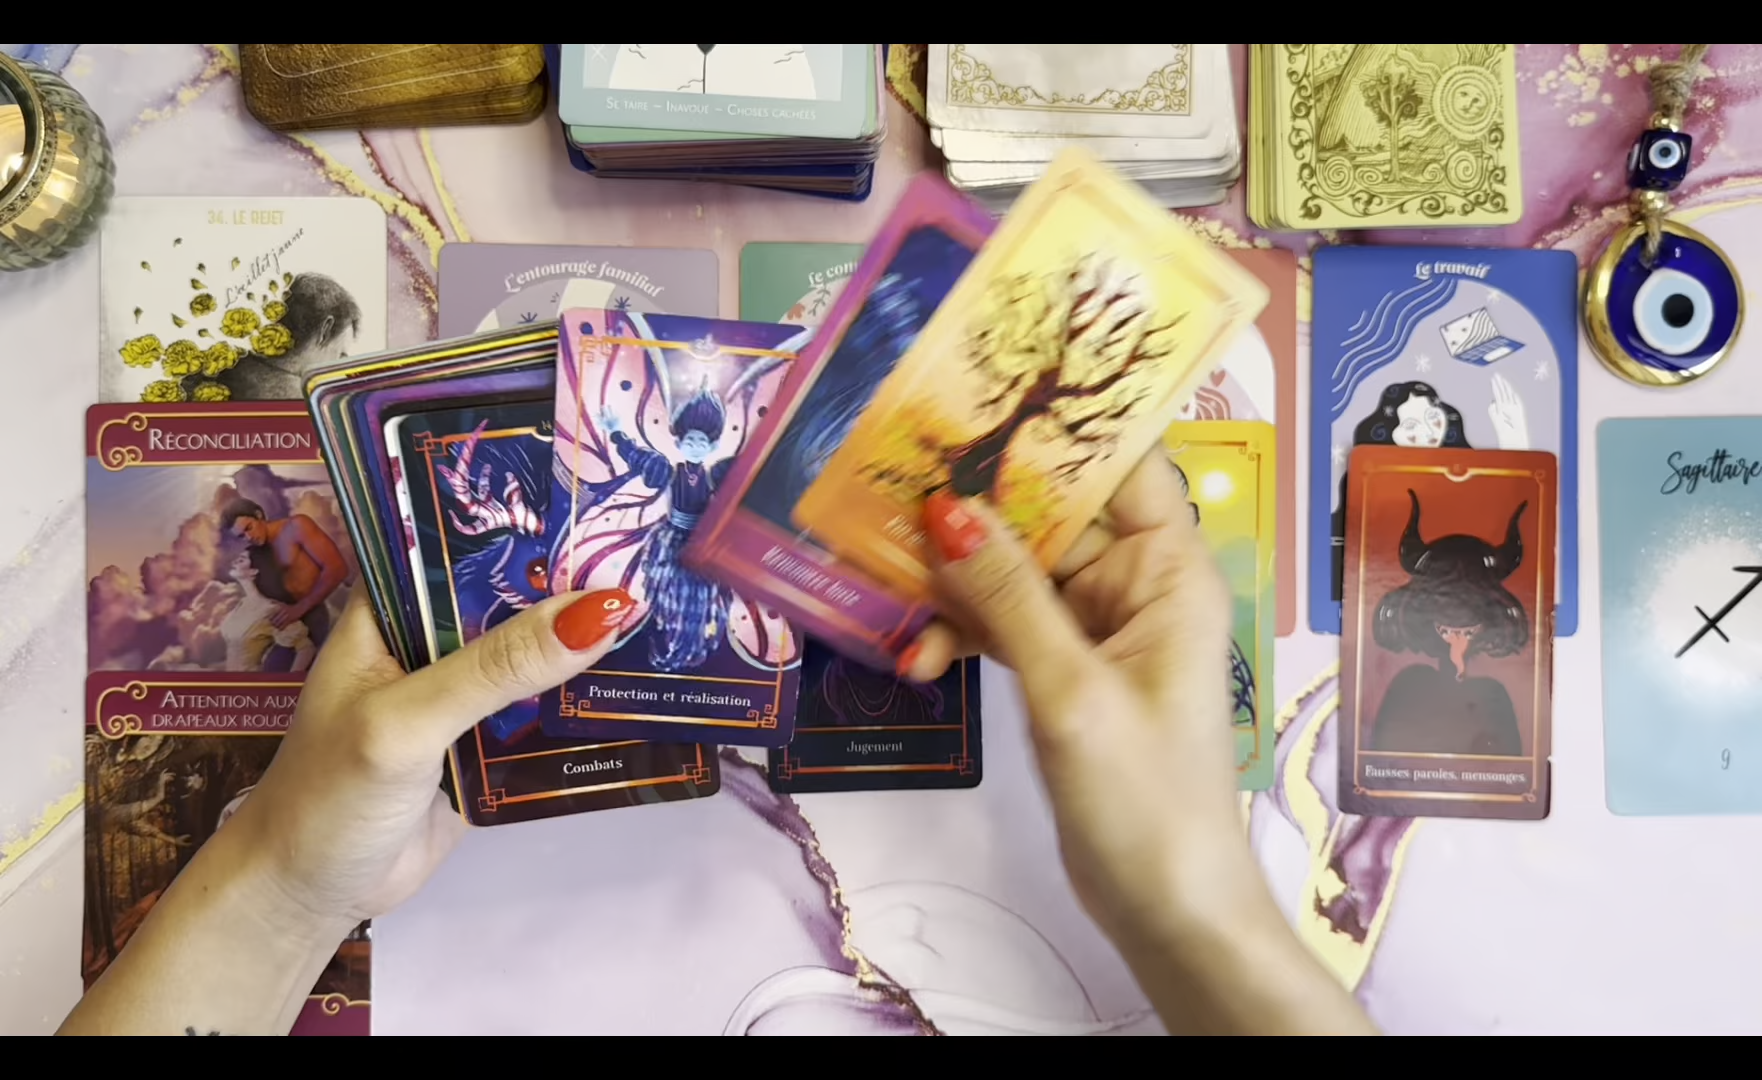 SE TAIRE – INAVOUÉ – CHOSES CACHÉES
34. LE REJET
L'œillet jaune
L'entourage familial
Le
Le travail
RÉCONCILIATION
Sagittaire
ATTENTION AUX
DRAPEAUX
Protection et réalisation
Combats
Jugement
Fausses paroles, mensonges
9